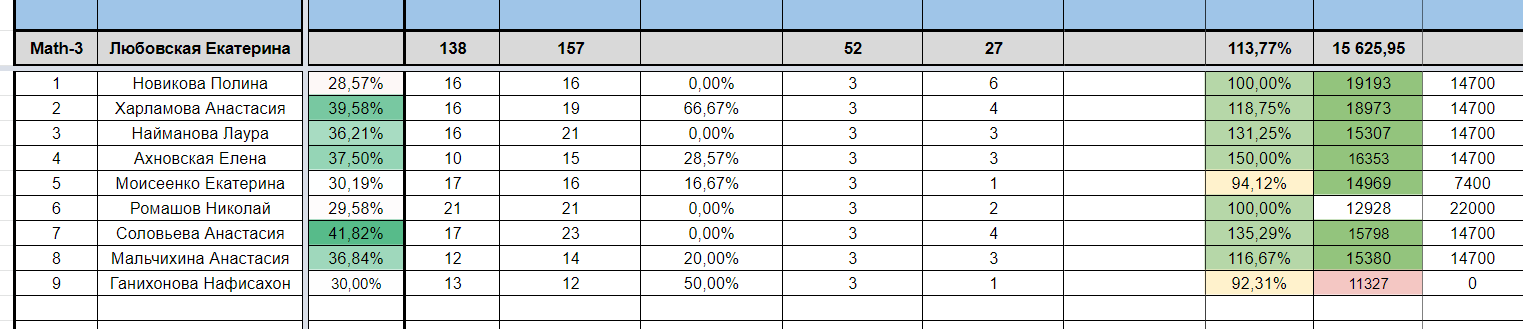 Math-3 Любовская Екатерина 138 157 52 27 113,77% 15 625,95
1 Новикова Полина 28,57% 16 16 0,00% 3 6 100,00% 19193 14700
2 Харламова Анастасия 39,58% 16 19 66,67% 3 4 118,75% 18973 14700
3 Найманова Лаура 36,21% 16 21 0,00% 3 3 131,25% 15307 14700
4 Ахновская Елена 37,50% 10 15 28,57% 3 3 150,00% 16353 14700
5 Моисеенко Екатерина 30,19% 17 16 16,67% 3 1 94,12% 14969 7400
6 Ромашов Николай 29,58% 21 21 0,00% 3 2 100,00% 12928 22000
7 Соловьева Анастасия 41,82% 17 23 0,00% 3 4 135,29% 15798 14700
8 Мальчихина Анастасия 36,84% 12 14 20,00% 3 3 116,67% 15380 14700
9 Ганихонова Нафисахон 30,00% 13 12 50,00% 3 1 92,31% 11327 0